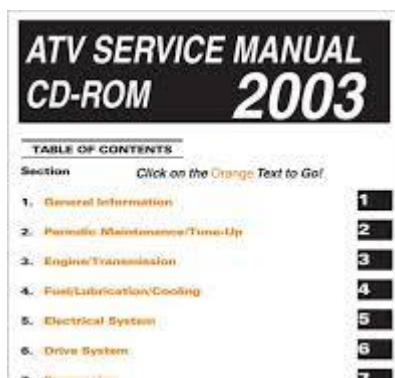 ATV SERVICE MANUAL
CD-ROM 2003
TABLE OF CONTENTS
Section Click on the Orange Text to Go!
1. General Information 1
2. Periodic Maintenance/Tune-Up 2
3. Engine/Transmission 3
4. Fuel/Lubrication/Cooling 4
5. Electrical System 5
6. Drive System 6
7